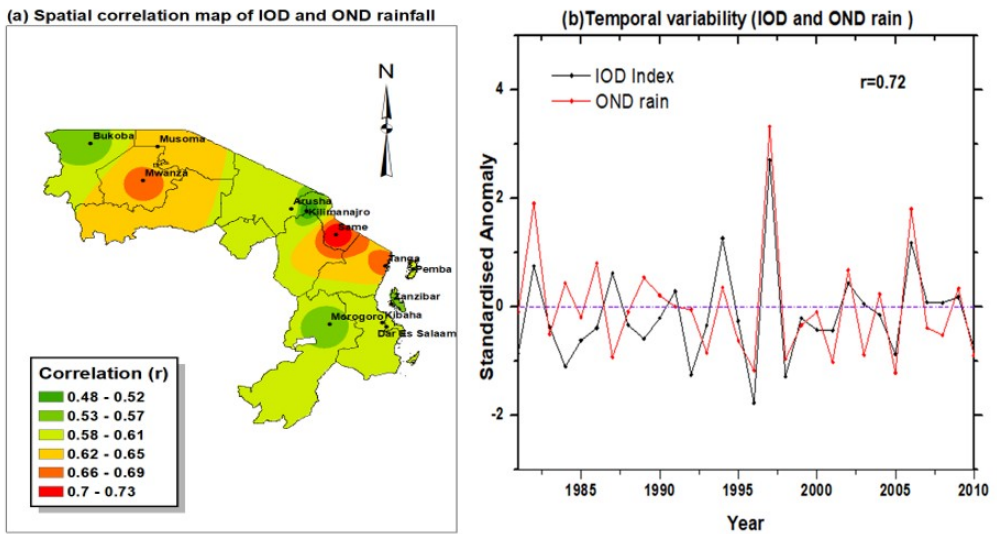 (a) Spatial correlation map of IOD and OND rainfall
N
Bukoba
Musoma
Mwanza
Arusha
Kilimanajro
Same
Tanga
Pemba
Zanzibar
Morogoro
Kibaha
Dar Es Salaam
Correlation (r)
0.48 - 0.52
0.53 - 0.57
0.58 - 0.61
0.62 - 0.65
0.66 - 0.69
0.7 - 0.73
(b)Temporal variability (IOD and OND rain )
IOD Index
OND rain
r=0.72
Standardised Anomaly
4
2
0
-2
1985
1990
1995
2000
2005
2010
Year